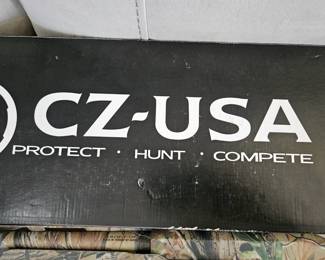 CZ-USA
PROTECT · HUNT · COMPETE